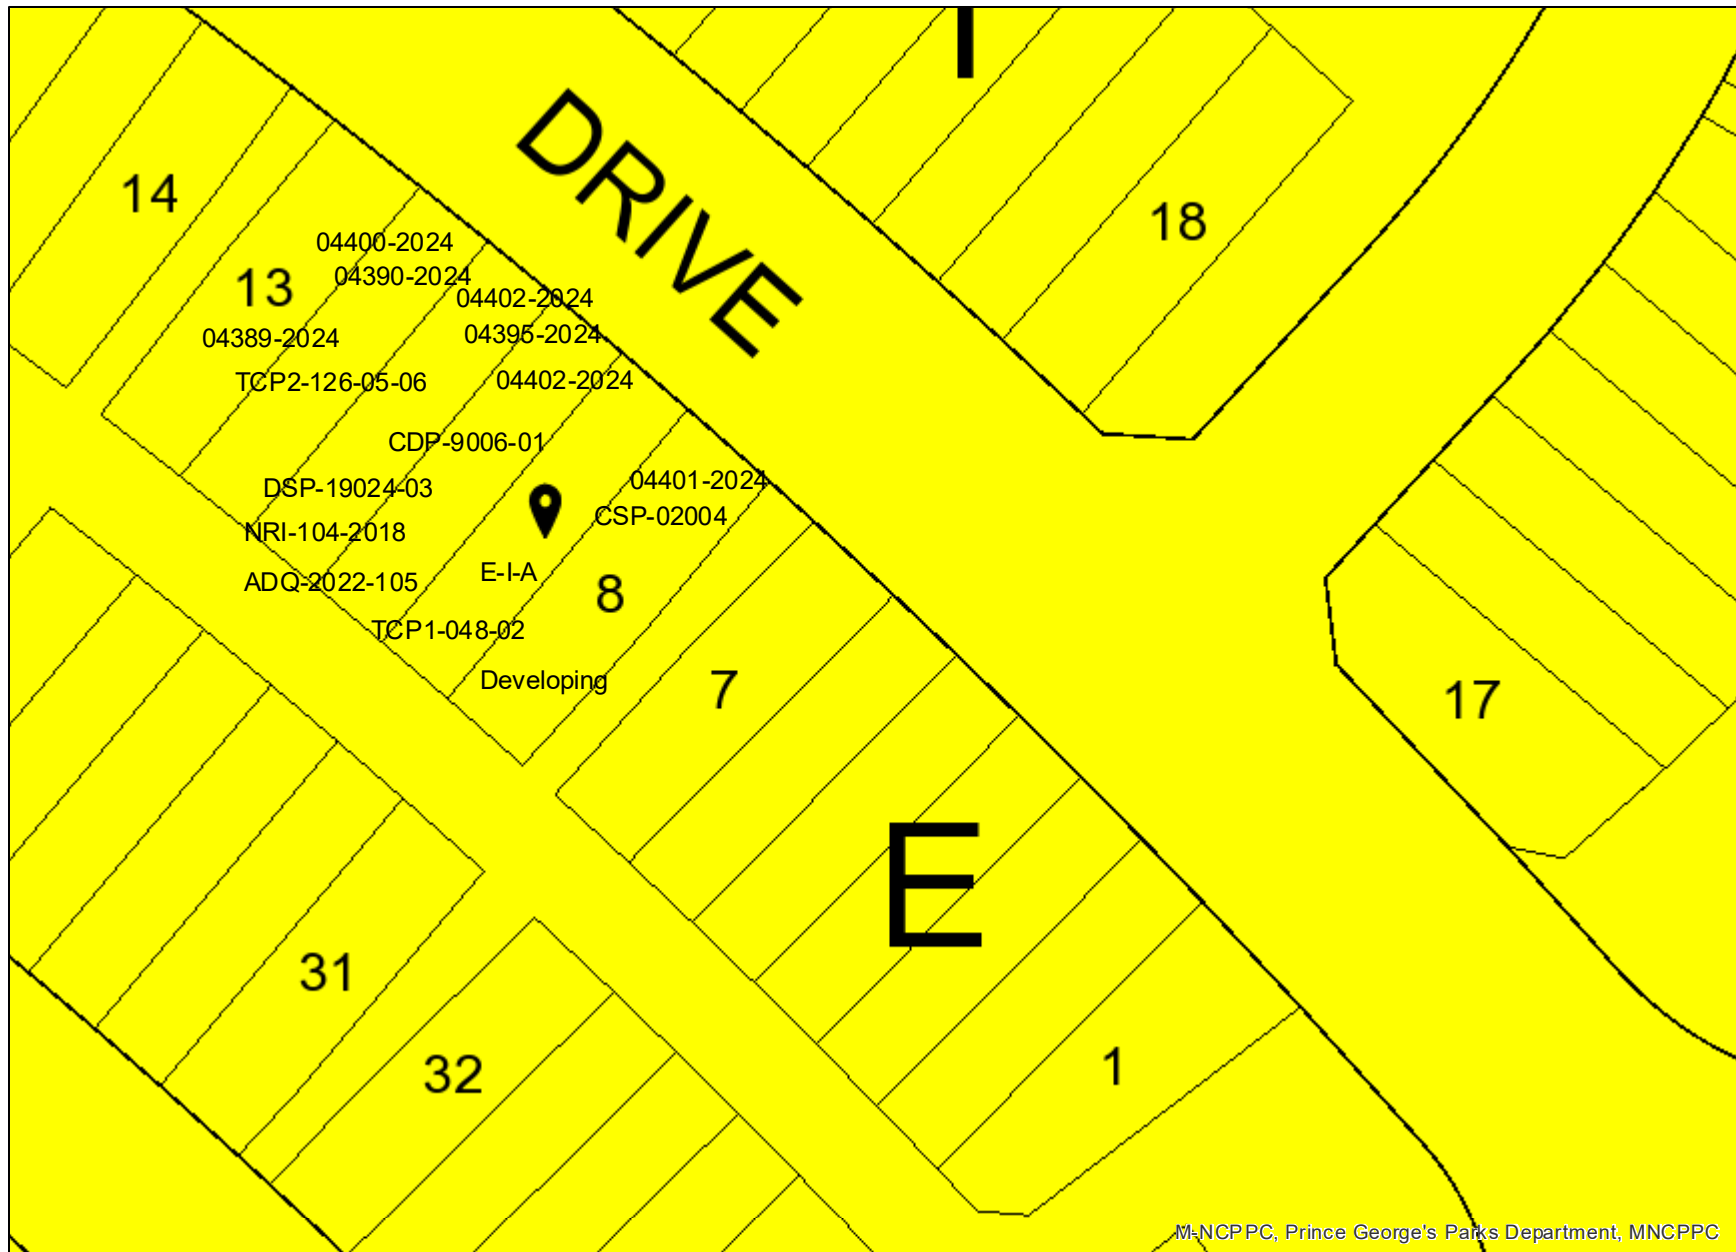 I
DRIVE
14
18
04400-2024
13
04390-2024
04402-2024
04389-2024
04395-2024
TCP2-126-05-06
04402-2024
CDP-9006-01
DSP-19024-03
04401-2024
CSP-02004
NRI-104-2018
E-I-A
ADQ-2022-105
8
TCP1-048-02
Developing
7
17
E
31
32
1
M-NCPPC, Prince George's Parks Department, MNCPPC